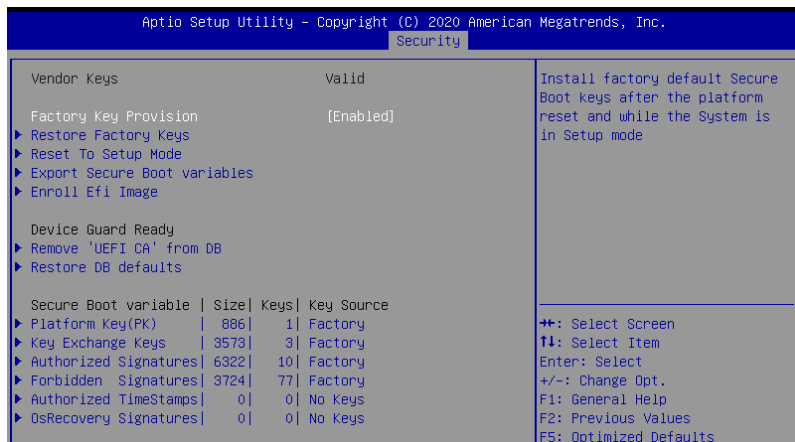 Aptio Setup Utility – Copyright (C) 2020 American Megatrends, Inc.
Security
Vendor Keys Valid
Factory Key Provision [Enabled]
Restore Factory Keys
Reset To Setup Mode
Export Secure Boot variables
Enroll Efi Image
Device Guard Ready
Remove 'UEFI CA' from DB
Restore DB defaults
Secure Boot variable | Size| Keys| Key Source
Platform Key(PK) | 886| 1| Factory
Key Exchange Keys | 3573| 3| Factory
Authorized Signatures| 6322| 10| Factory
Forbidden Signatures| 3724| 77| Factory
Authorized TimeStamps| 0| 0| No Keys
OsRecovery Signatures| 0| 0| No Keys
Install factory default Secure
Boot keys after the platform
reset and while the System is
in Setup mode
→←: Select Screen
↑↓: Select Item
Enter: Select
+/-: Change Opt.
F1: General Help
F2: Previous Values
F5: Optimized Defaults